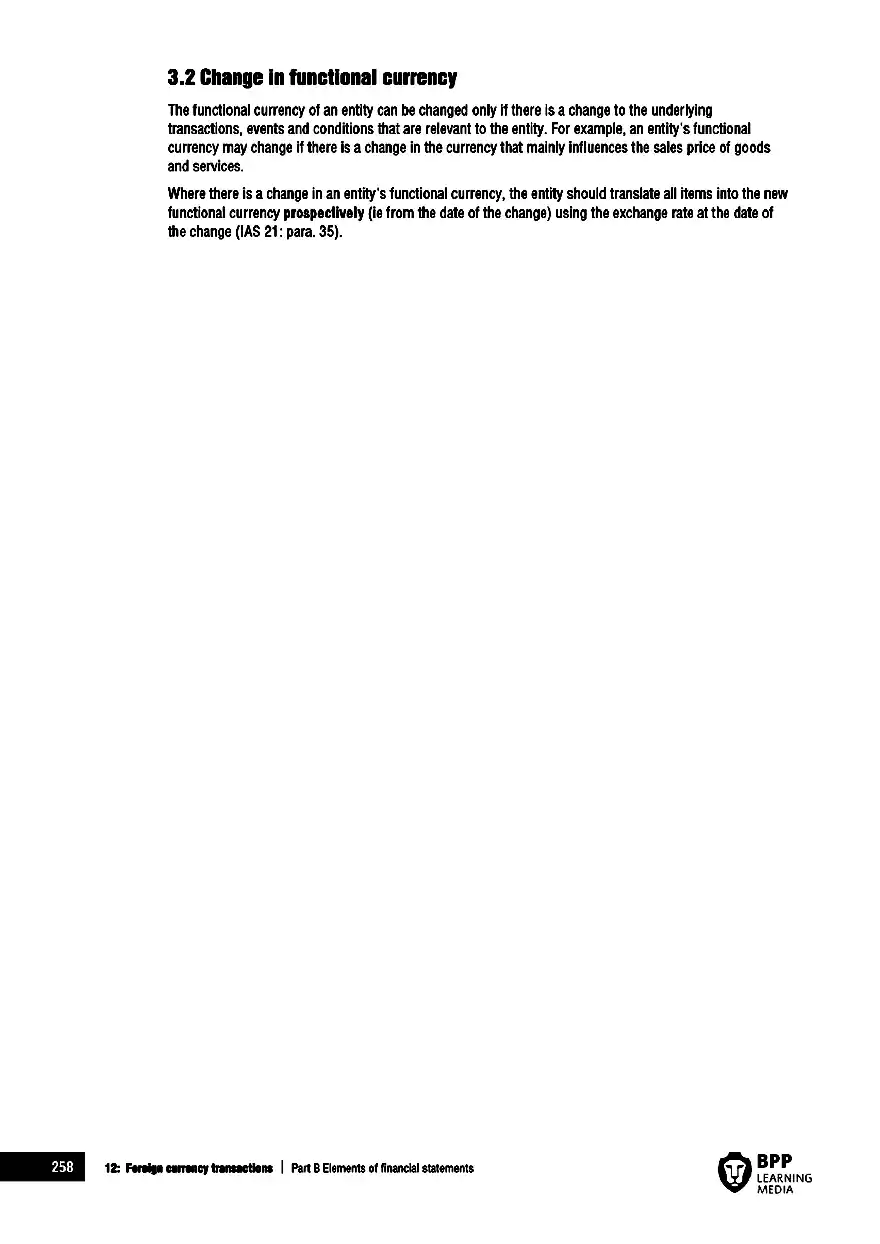 3.2 Change in functional currency
The functional currency of an entity can be changed only if there is a change to the underlying
transactions, events and conditions that are relevant to the entity. For example, an entity's functional
currency may change if there is a change in the currency that mainly influences the sales price of goods
and services.
Where there is a change in an entity's functional currency, the entity should translate all items into the new
functional currency prospectively (ie from the date of the change) using the exchange rate at the date of
the change (IAS 21: para. 35).
258 12: Foreign currency transactions | Part B Elements of financial statements
BPP
LEARNING
MEDIA